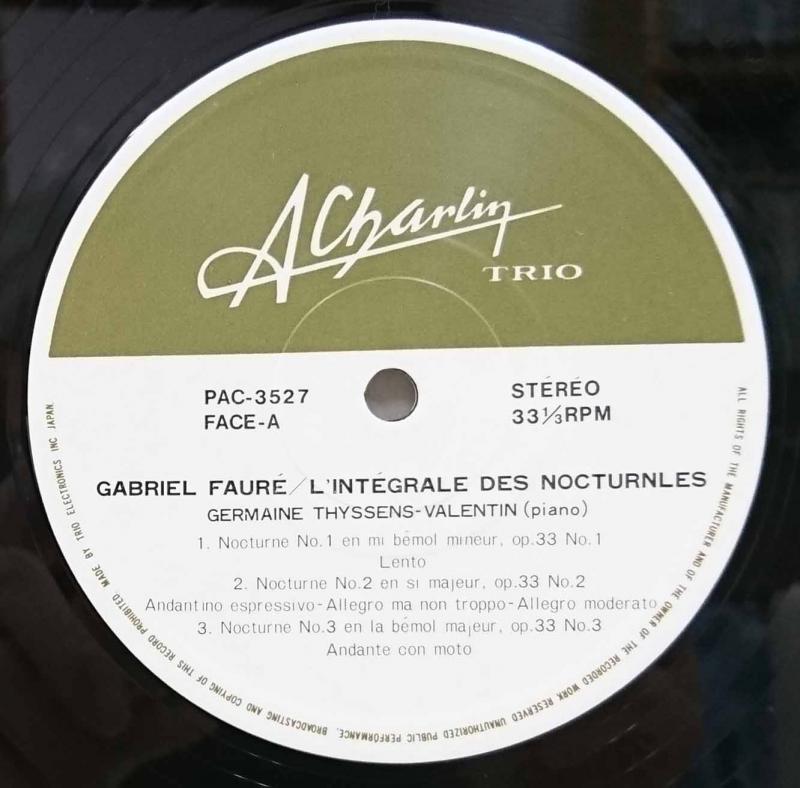 ACharlin
TRIO
PAC-3527
FACE-A
STÉRÉO
33⅓RPM
GABRIEL FAURÉ/L'INTÉGRALE DES NOCTURNLES
GERMAINE THYSSENS-VALENTIN (piano)
1. Nocturne No.1 en mi bémol mineur, op.33 No.1
Lento
2. Nocturne No.2 en si majeur, op.33 No.2
Andantino espressivo-Allegro ma non troppo-Allegro moderato
3. Nocturne No.3 en la bémol majeur, op.33 No.3
Andante con moto
ALL RIGHTS OF THE MANUFACTURER AND OF THE OWNER OF THE RECORDED WORK RESERVED UNAUTHORIZED PUBLIC PERFORMANCE, BROADCASTING AND COPYING OF THIS RECORD PROHIBITED MADE BY TRIO ELECTRONICS INC JAPAN.